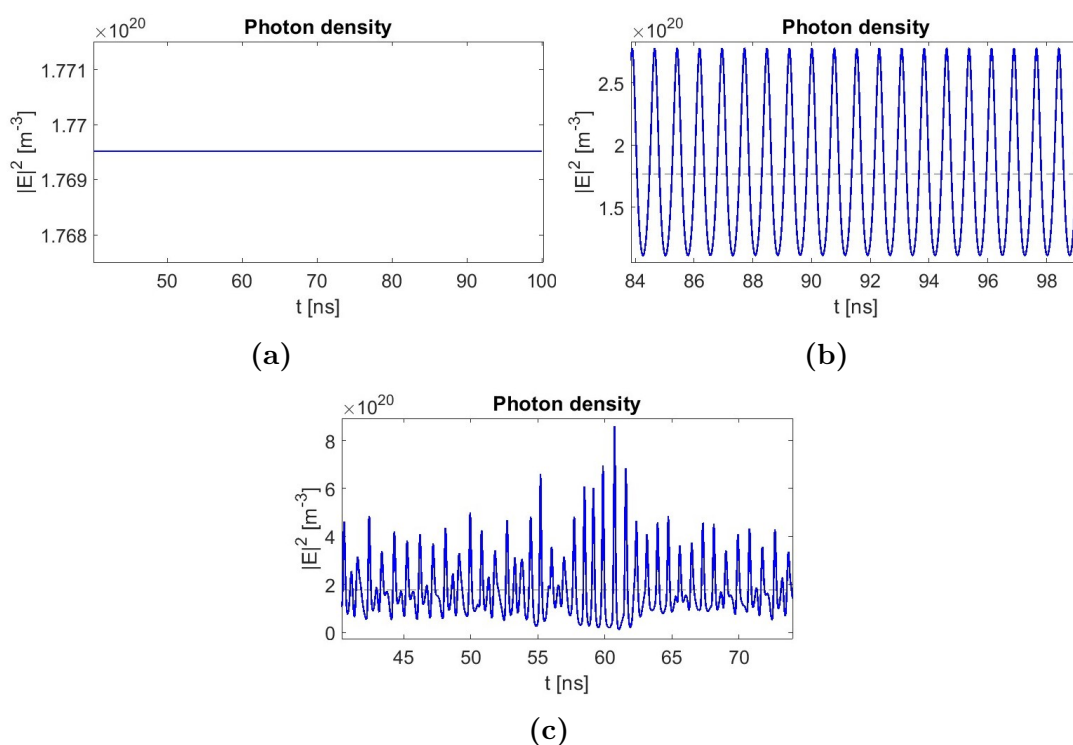 Photon density
×10^20
1.771
1.77
1.769
1.768
|E|^2 [m^-3]
50 60 70 80 90 100
t [ns]
(a)
Photon density
×10^20
2.5
2
1.5
|E|^2 [m^-3]
84 86 88 90 92 94 96 98
t [ns]
(b)
Photon density
×10^20
8
6
4
2
0
|E|^2 [m^-3]
45 50 55 60 65 70
t [ns]
(c)